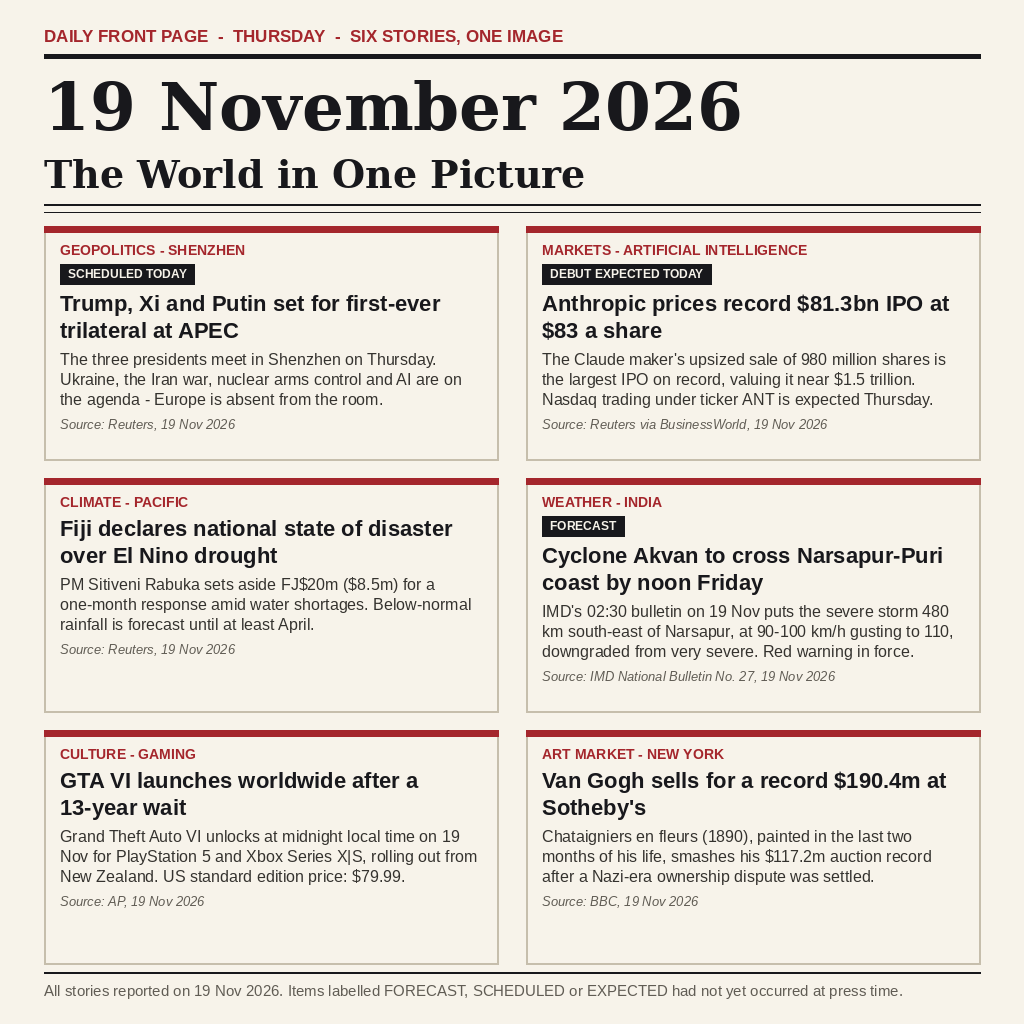 DAILY FRONT PAGE - THURSDAY - SIX STORIES, ONE IMAGE
19 November 2026
The World in One Picture
GEOPOLITICS - SHENZHEN
SCHEDULED TODAY
Trump, Xi and Putin set for first-ever
trilateral at APEC
The three presidents meet in Shenzhen on Thursday.
Ukraine, the Iran war, nuclear arms control and AI are on
the agenda - Europe is absent from the room.
Source: Reuters, 19 Nov 2026
MARKETS - ARTIFICIAL INTELLIGENCE
DEBUT EXPECTED TODAY
Anthropic prices record $81.3bn IPO at
$83 a share
The Claude maker's upsized sale of 980 million shares is
the largest IPO on record, valuing it near $1.5 trillion.
Nasdaq trading under ticker ANT is expected Thursday.
Source: Reuters via BusinessWorld, 19 Nov 2026
CLIMATE - PACIFIC
Fiji declares national state of disaster
over El Nino drought
PM Sitiveni Rabuka sets aside FJ$20m ($8.5m) for a
one-month response amid water shortages. Below-normal
rainfall is forecast until at least April.
Source: Reuters, 19 Nov 2026
WEATHER - INDIA
FORECAST
Cyclone Akvan to cross Narsapur-Puri
coast by noon Friday
IMD's 02:30 bulletin on 19 Nov puts the severe storm 480
km south-east of Narsapur, at 90-100 km/h gusting to 110,
downgraded from very severe. Red warning in force.
Source: IMD National Bulletin No. 27, 19 Nov 2026
CULTURE - GAMING
GTA VI launches worldwide after a
13-year wait
Grand Theft Auto VI unlocks at midnight local time on 19
Nov for PlayStation 5 and Xbox Series X|S, rolling out from
New Zealand. US standard edition price: $79.99.
Source: AP, 19 Nov 2026
ART MARKET - NEW YORK
Van Gogh sells for a record $190.4m at
Sotheby's
Chataigniers en fleurs (1890), painted in the last two
months of his life, smashes his $117.2m auction record
after a Nazi-era ownership dispute was settled.
Source: BBC, 19 Nov 2026
All stories reported on 19 Nov 2026. Items labelled FORECAST, SCHEDULED or EXPECTED had not yet occurred at press time.